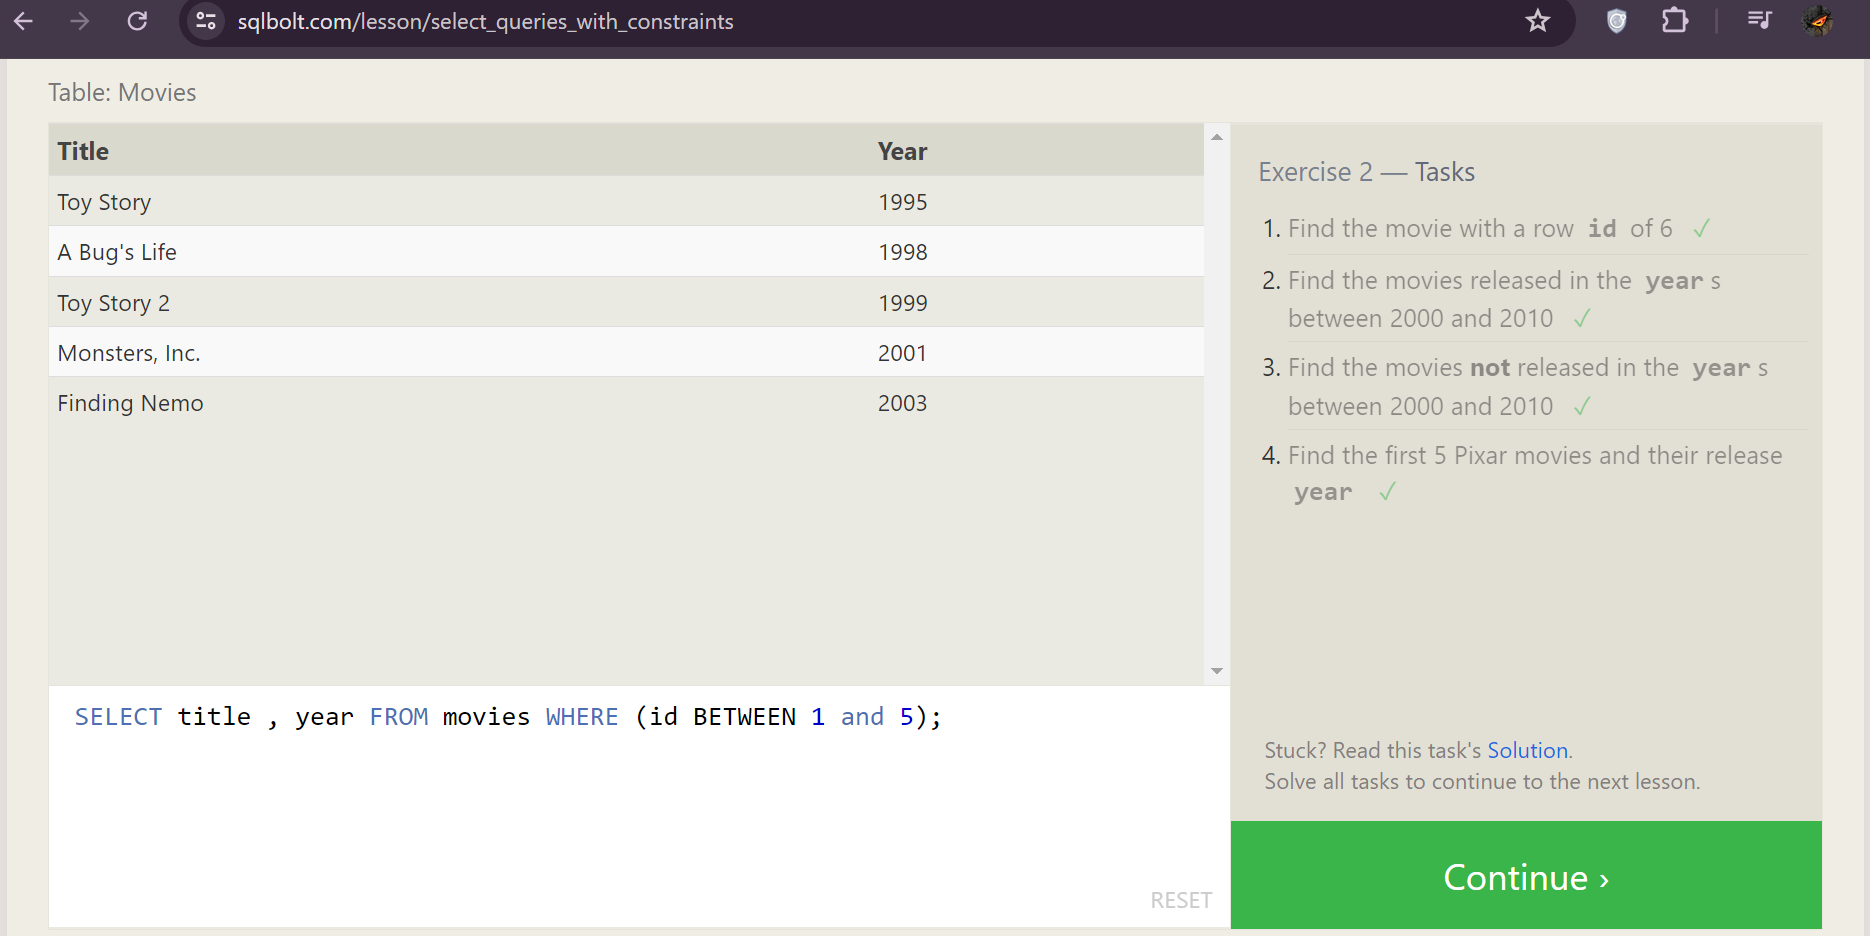 sqlbolt.com/lesson/select_queries_with_constraints
Table: Movies
Title Year
Toy Story 1995
A Bug's Life 1998
Toy Story 2 1999
Monsters, Inc. 2001
Finding Nemo 2003
SELECT title , year FROM movies WHERE (id BETWEEN 1 and 5);
RESET
Exercise 2 — Tasks
1. Find the movie with a row id of 6 ✓
2. Find the movies released in the year s
between 2000 and 2010 ✓
3. Find the movies not released in the year s
between 2000 and 2010 ✓
4. Find the first 5 Pixar movies and their release
year ✓
Stuck? Read this task's Solution.
Solve all tasks to continue to the next lesson.
Continue ›